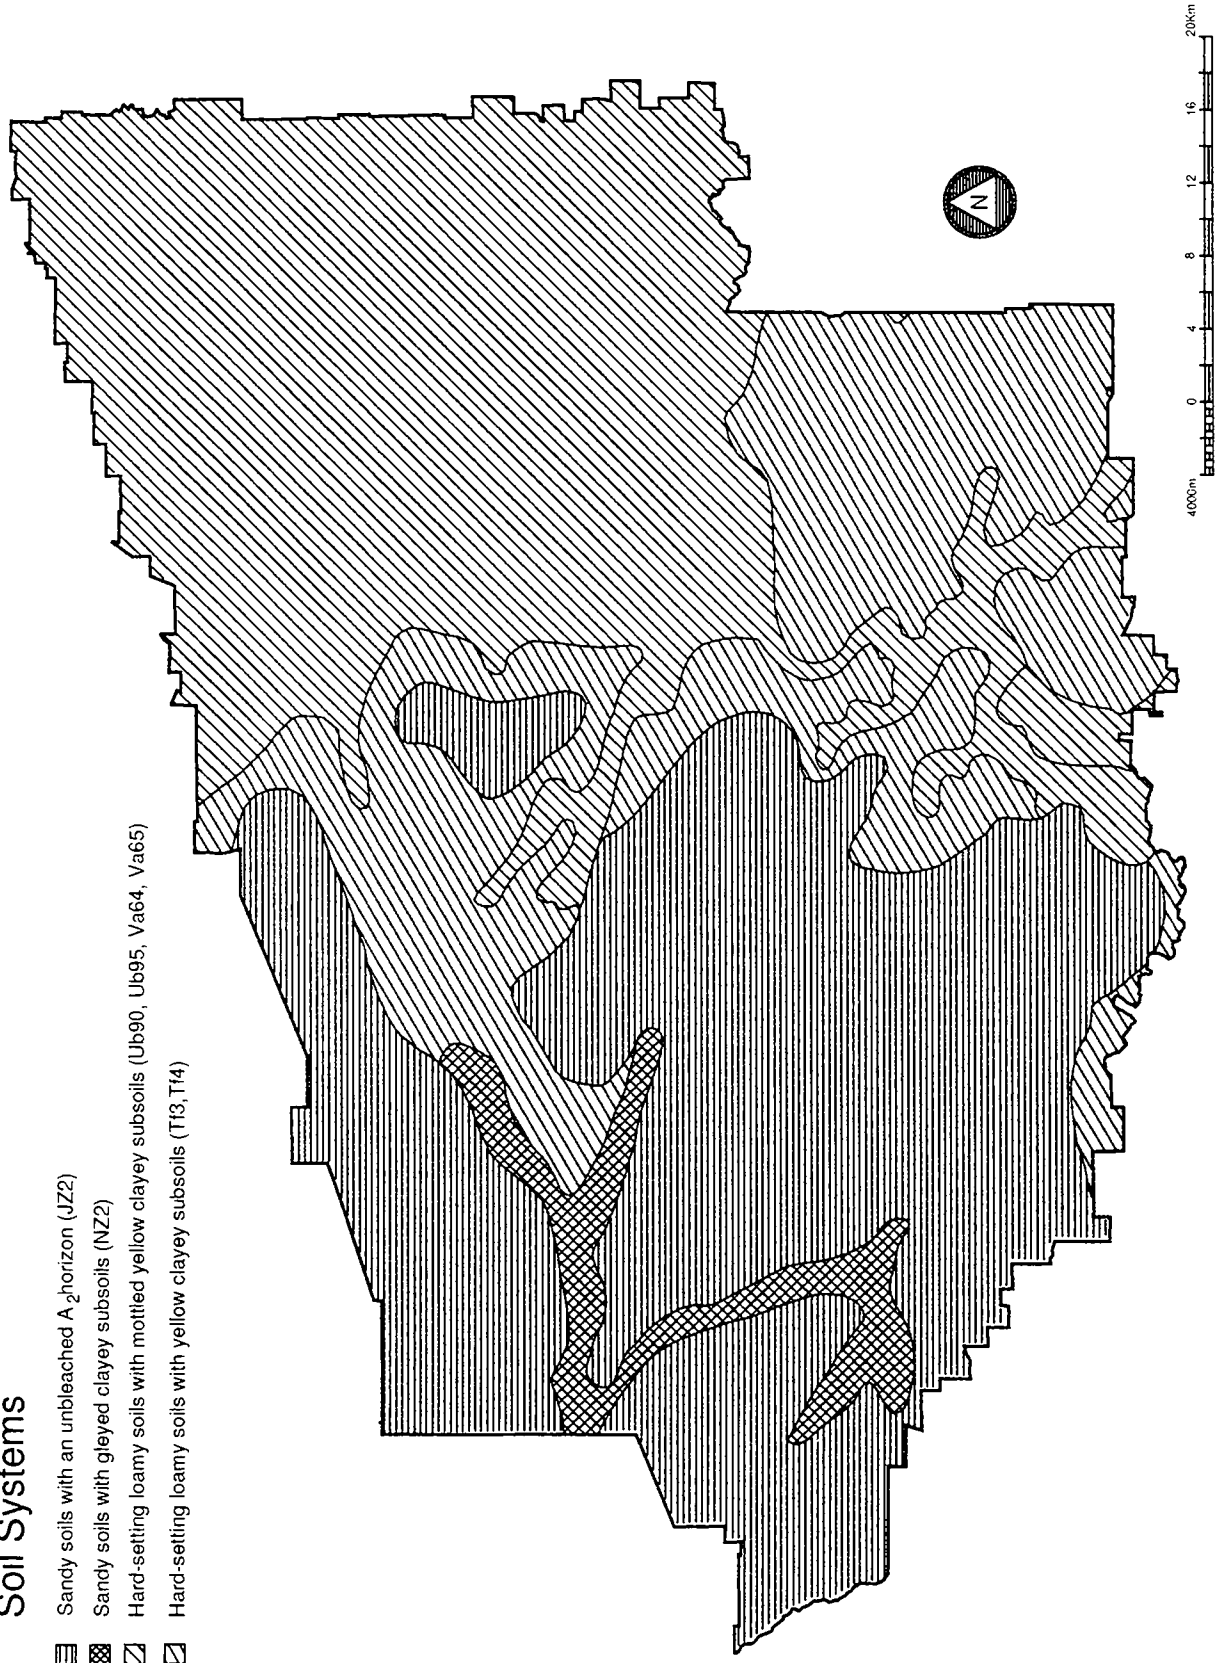 Soil Systems
Sandy soils with an unbleached A2horizon (JZ2)
Sandy soils with gleyed clayey subsoils (NZ2)
Hard-setting loamy soils with mottled yellow clayey subsoils (Ub90, Ub95, Va64, Va65)
Hard-setting loamy soils with yellow clayey subsoils (Tf3,Tf4)
N
4000m 0 4 8 12 16 20Km